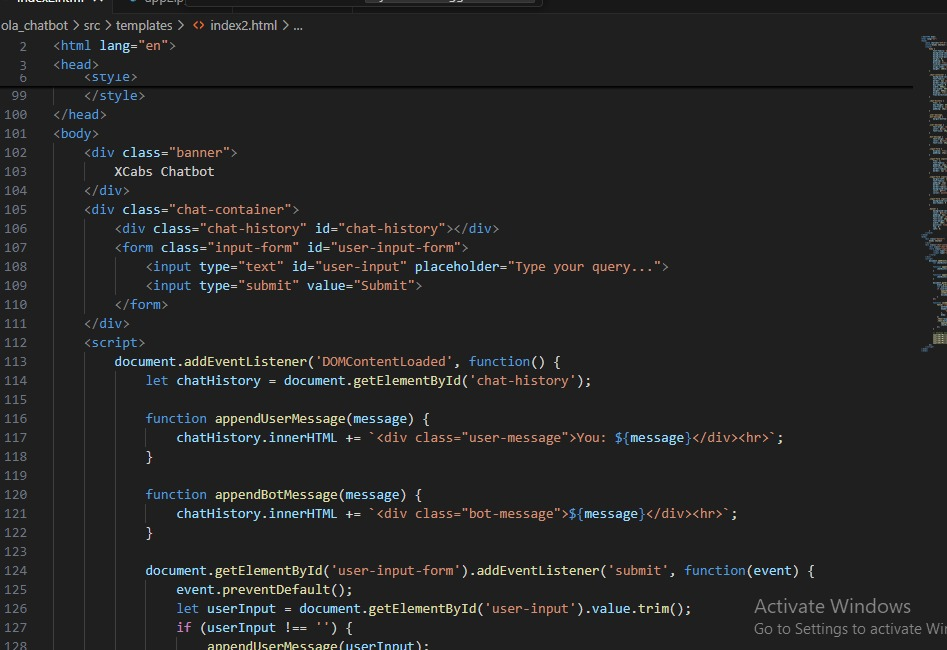 ola_chatbot > src > templates > <> index2.html > ...
2 <html lang="en">
3 <head>
6 <style>
99 </style>
100 </head>
101 <body>
102 <div class="banner">
103 XCabs Chatbot
104 </div>
105 <div class="chat-container">
106 <div class="chat-history" id="chat-history"></div>
107 <form class="input-form" id="user-input-form">
108 <input type="text" id="user-input" placeholder="Type your query...">
109 <input type="submit" value="Submit">
110 </form>
111 </div>
112 <script>
113 document.addEventListener('DOMContentLoaded', function() {
114 let chatHistory = document.getElementById('chat-history');
115
116 function appendUserMessage(message) {
117 chatHistory.innerHTML += `<div class="user-message">You: ${message}</div><hr>`;
118 }
119
120 function appendBotMessage(message) {
121 chatHistory.innerHTML += `<div class="bot-message">${message}</div><hr>`;
122 }
123
124 document.getElementById('user-input-form').addEventListener('submit', function(event) {
125 event.preventDefault();
126 let userInput = document.getElementById('user-input').value.trim();
127 if (userInput !== '') {
128 appendUserMessage(userInput);
Activate Windows
Go to Settings to activate Win